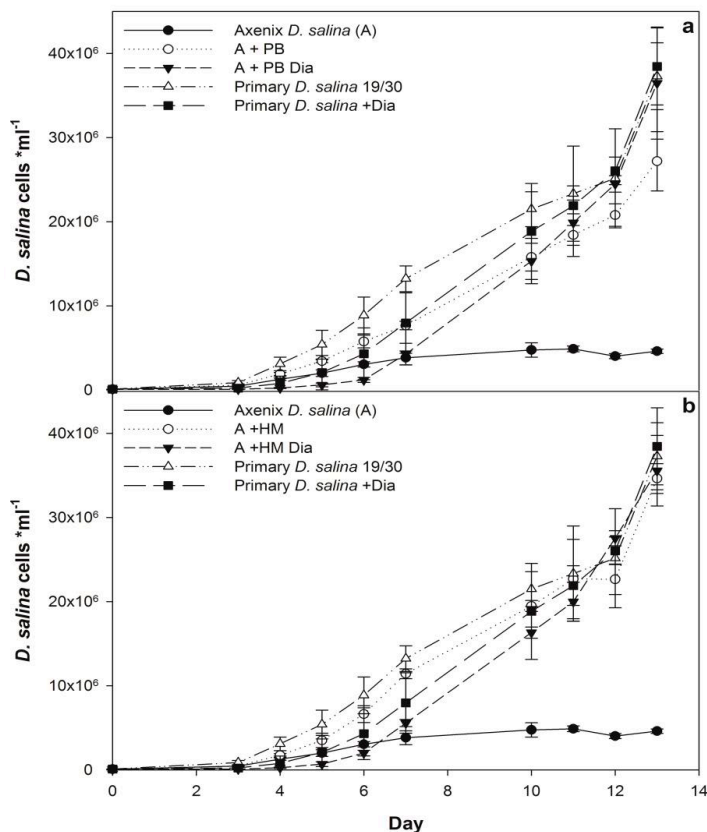 a
Axenix D. salina (A)
A + PB
A + PB Dia
Primary D. salina 19/30
Primary D. salina +Dia
40x10⁶
30x10⁶
20x10⁶
10x10⁶
0
D. salina cells *ml⁻¹
b
Axenix D. salina (A)
A +HM
A +HM Dia
Primary D. salina 19/30
Primary D. salina +Dia
40x10⁶
30x10⁶
20x10⁶
10x10⁶
0
D. salina cells *ml⁻¹
0 2 4 6 8 10 12 14
Day